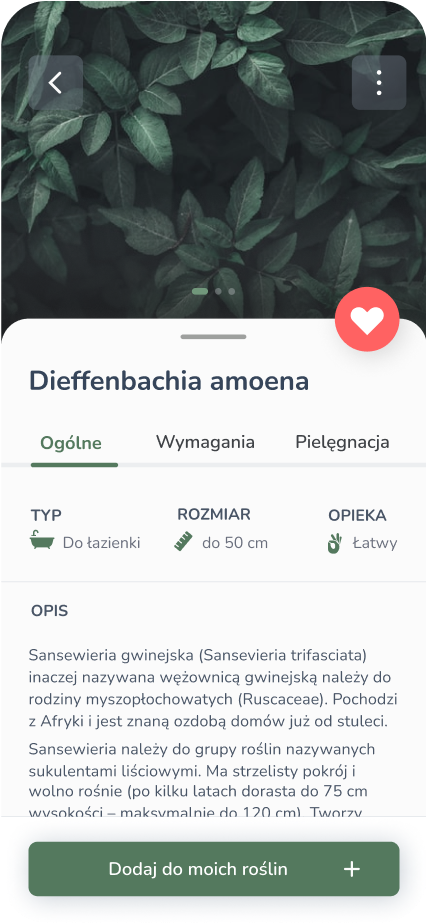 Dieffenbachia amoena
Ogólne Wymagania Pielęgnacja
TYP ROZMIAR OPIEKA
Do łazienki do 50 cm Łatwy
OPIS
Sansewieria gwinejska (Sansevieria trifasciata)
inaczej nazywana wężownicą gwinejską należy do
rodziny myszopłochowatych (Ruscaceae). Pochodzi
z Afryki i jest znaną ozdobą domów już od stuleci.
Sansewieria należy do grupy roślin nazywanych
sukulentami liściowymi. Ma strzelisty pokrój i
wolno rośnie (po kilku latach dorasta do 75 cm
wysokości – maksymalnie do 120 cm). Tworzy
Dodaj do moich roślin +